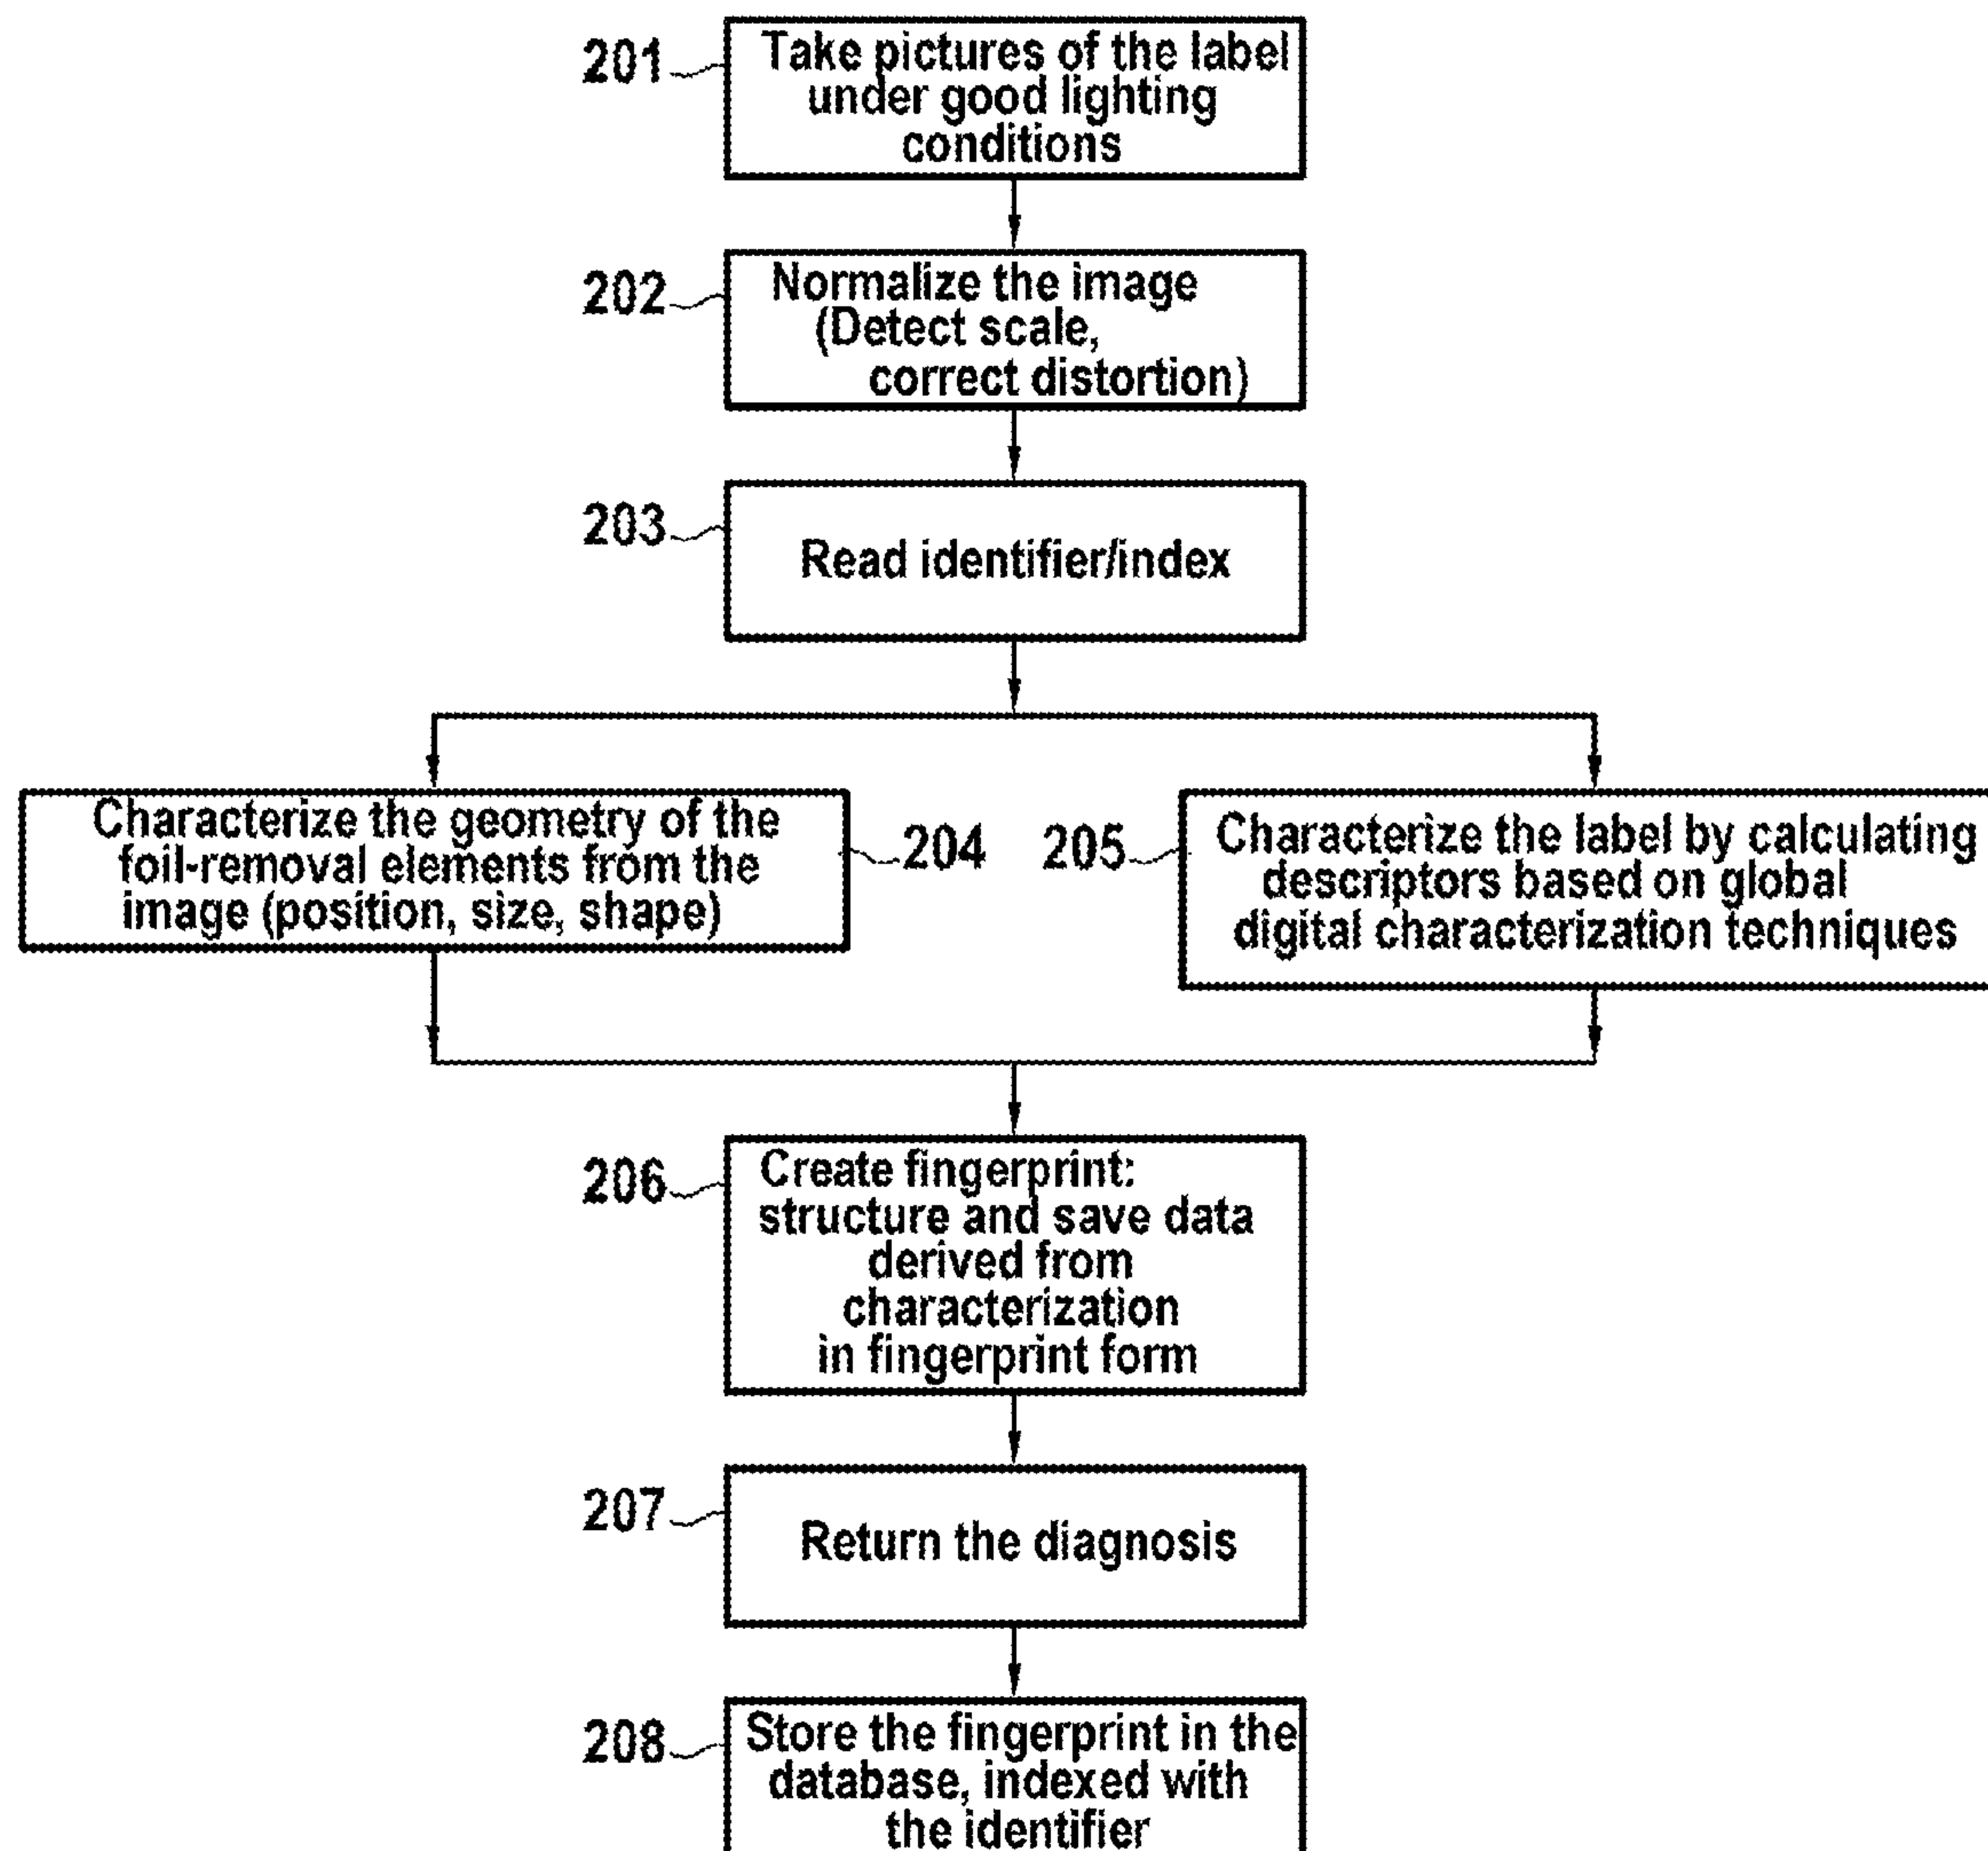 201
Take pictures of the label
under good lighting
conditions
202
Normalize the image
(Detect scale,
correct distortion)
203
Read identifier/index
Characterize the geometry of the
foil-removal elements from the
image (position, size, shape)
204
205
Characterize the label by calculating
descriptors based on global
digital characterization techniques
206
Create fingerprint:
structure and save data
derived from
characterization
in fingerprint form
207
Return the diagnosis
208
Store the fingerprint in the
database, indexed with
the identifier